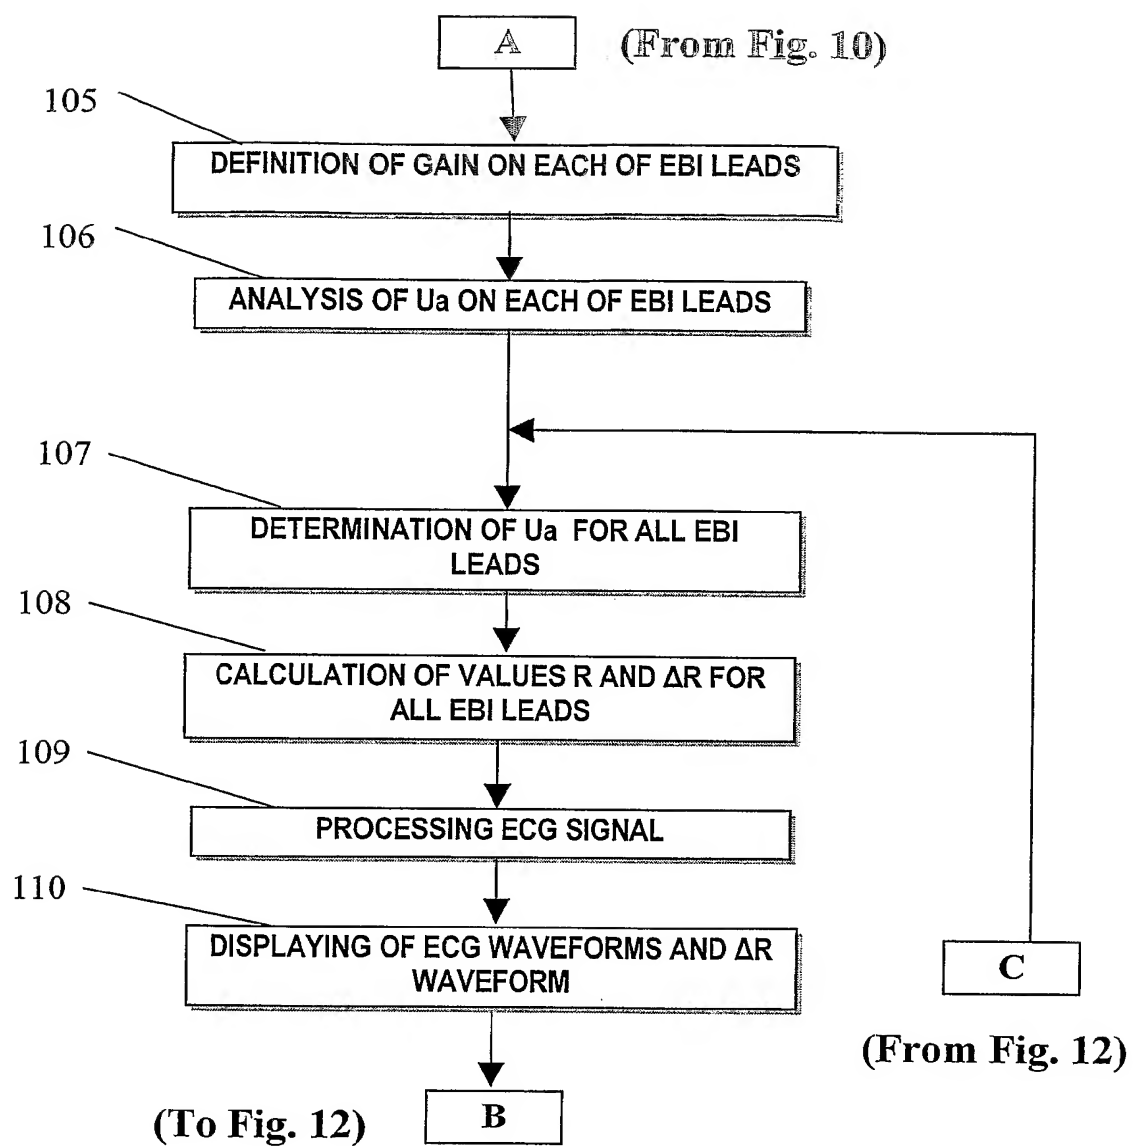 A (From Fig. 10)
105
DEFINITION OF GAIN ON EACH OF EBI LEADS
106
ANALYSIS OF Ua ON EACH OF EBI LEADS
107
DETERMINATION OF Ua FOR ALL EBI
LEADS
108
CALCULATION OF VALUES R AND ΔR FOR
ALL EBI LEADS
109
PROCESSING ECG SIGNAL
110
DISPLAYING OF ECG WAVEFORMS AND ΔR
WAVEFORM
C
(From Fig. 12)
(To Fig. 12) B